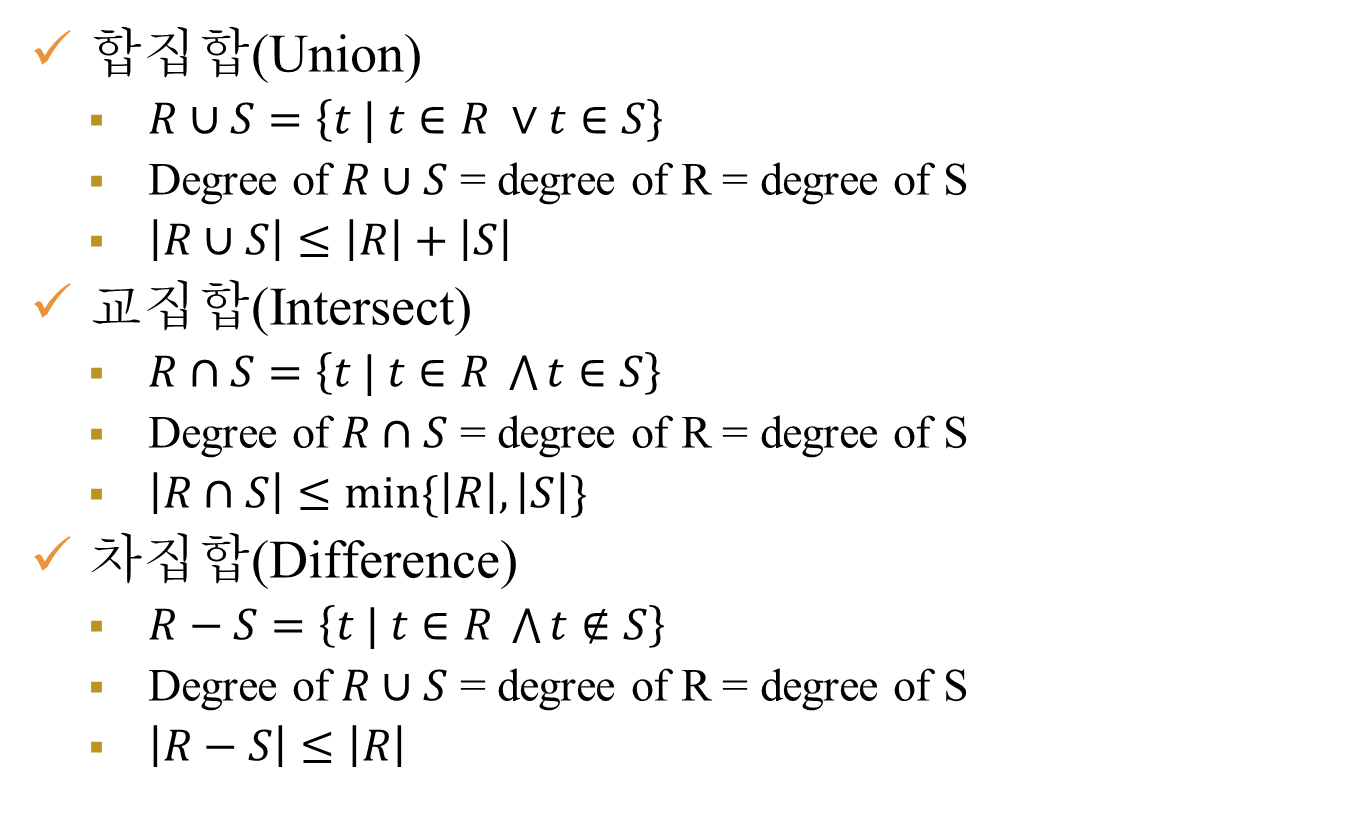 ✓ 합집합(Union)
▪ R ∪ S = {t | t ∈ R ∨ t ∈ S}
▪ Degree of R ∪ S = degree of R = degree of S
▪ |R ∪ S| ≤ |R| + |S|
✓ 교집합(Intersect)
▪ R ∩ S = {t | t ∈ R ⋀ t ∈ S}
▪ Degree of R ∩ S = degree of R = degree of S
▪ |R ∩ S| ≤ min{|R|, |S|}
✓ 차집합(Difference)
▪ R − S = {t | t ∈ R ⋀ t ∉ S}
▪ Degree of R ∪ S = degree of R = degree of S
▪ |R − S| ≤ |R|